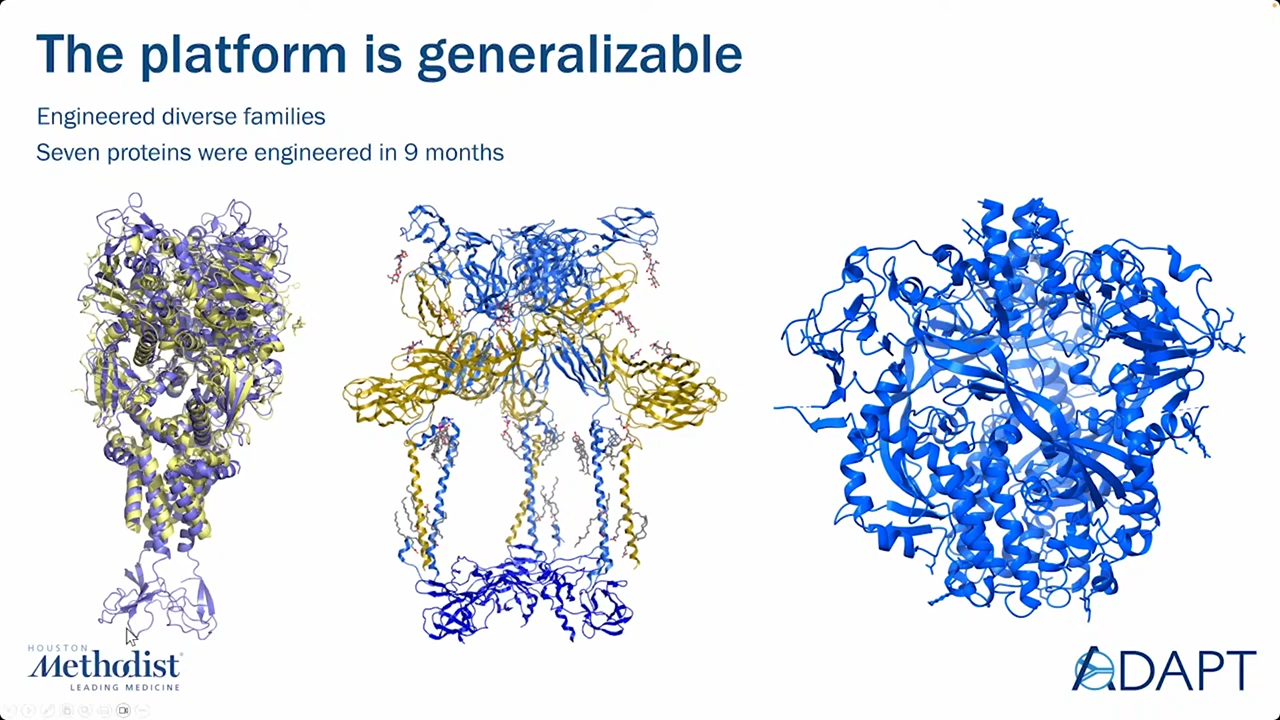 The platform is generalizable
Engineered diverse families
Seven proteins were engineered in 9 months
HOUSTON
Methodist
LEADING MEDICINE
ADAPT